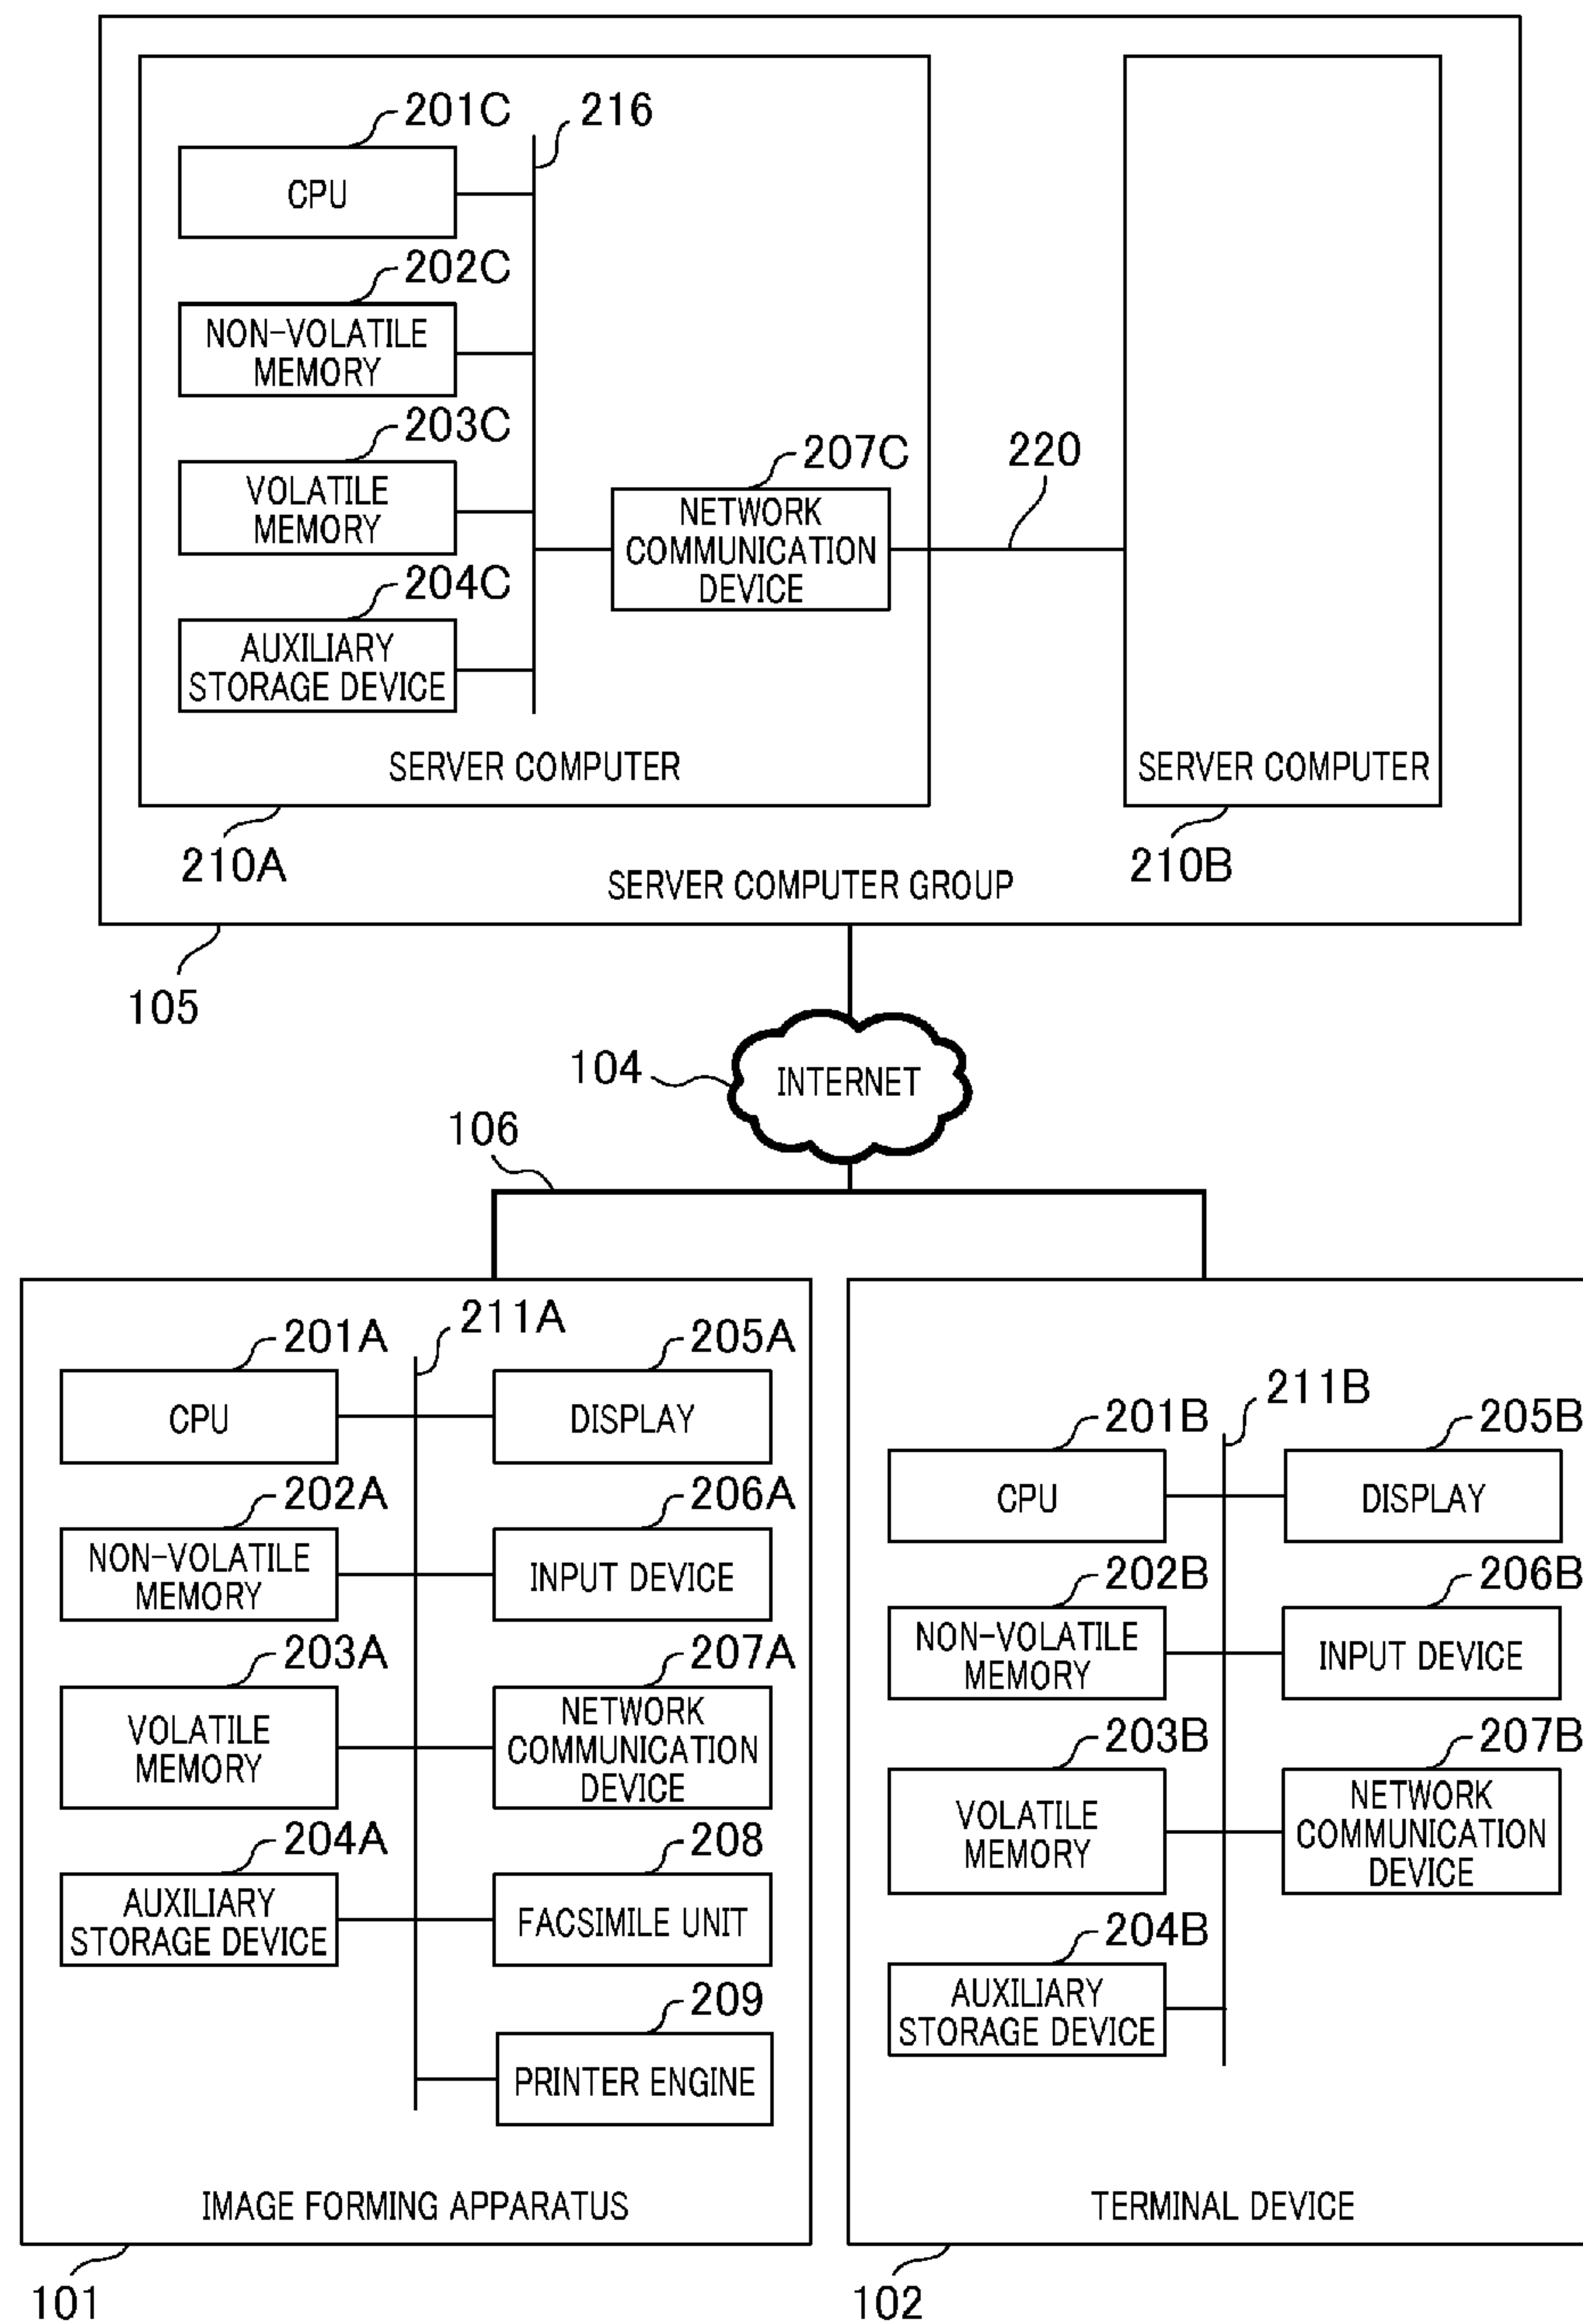 201C
216
CPU
202C
NON-VOLATILE
MEMORY
203C
VOLATILE
MEMORY
207C
NETWORK
COMMUNICATION
DEVICE
220
204C
AUXILIARY
STORAGE DEVICE
SERVER COMPUTER
SERVER COMPUTER
210A
210B
SERVER COMPUTER GROUP
105
104
INTERNET
106
201A
211A
205A
CPU
DISPLAY
202A
206A
NON-VOLATILE
MEMORY
INPUT DEVICE
203A
207A
VOLATILE
MEMORY
NETWORK
COMMUNICATION
DEVICE
204A
208
AUXILIARY
STORAGE DEVICE
FACSIMILE UNIT
209
PRINTER ENGINE
IMAGE FORMING APPARATUS
101
201B
211B
205B
CPU
DISPLAY
202B
206B
NON-VOLATILE
MEMORY
INPUT DEVICE
203B
207B
VOLATILE
MEMORY
NETWORK
COMMUNICATION
DEVICE
204B
AUXILIARY
STORAGE DEVICE
TERMINAL DEVICE
102